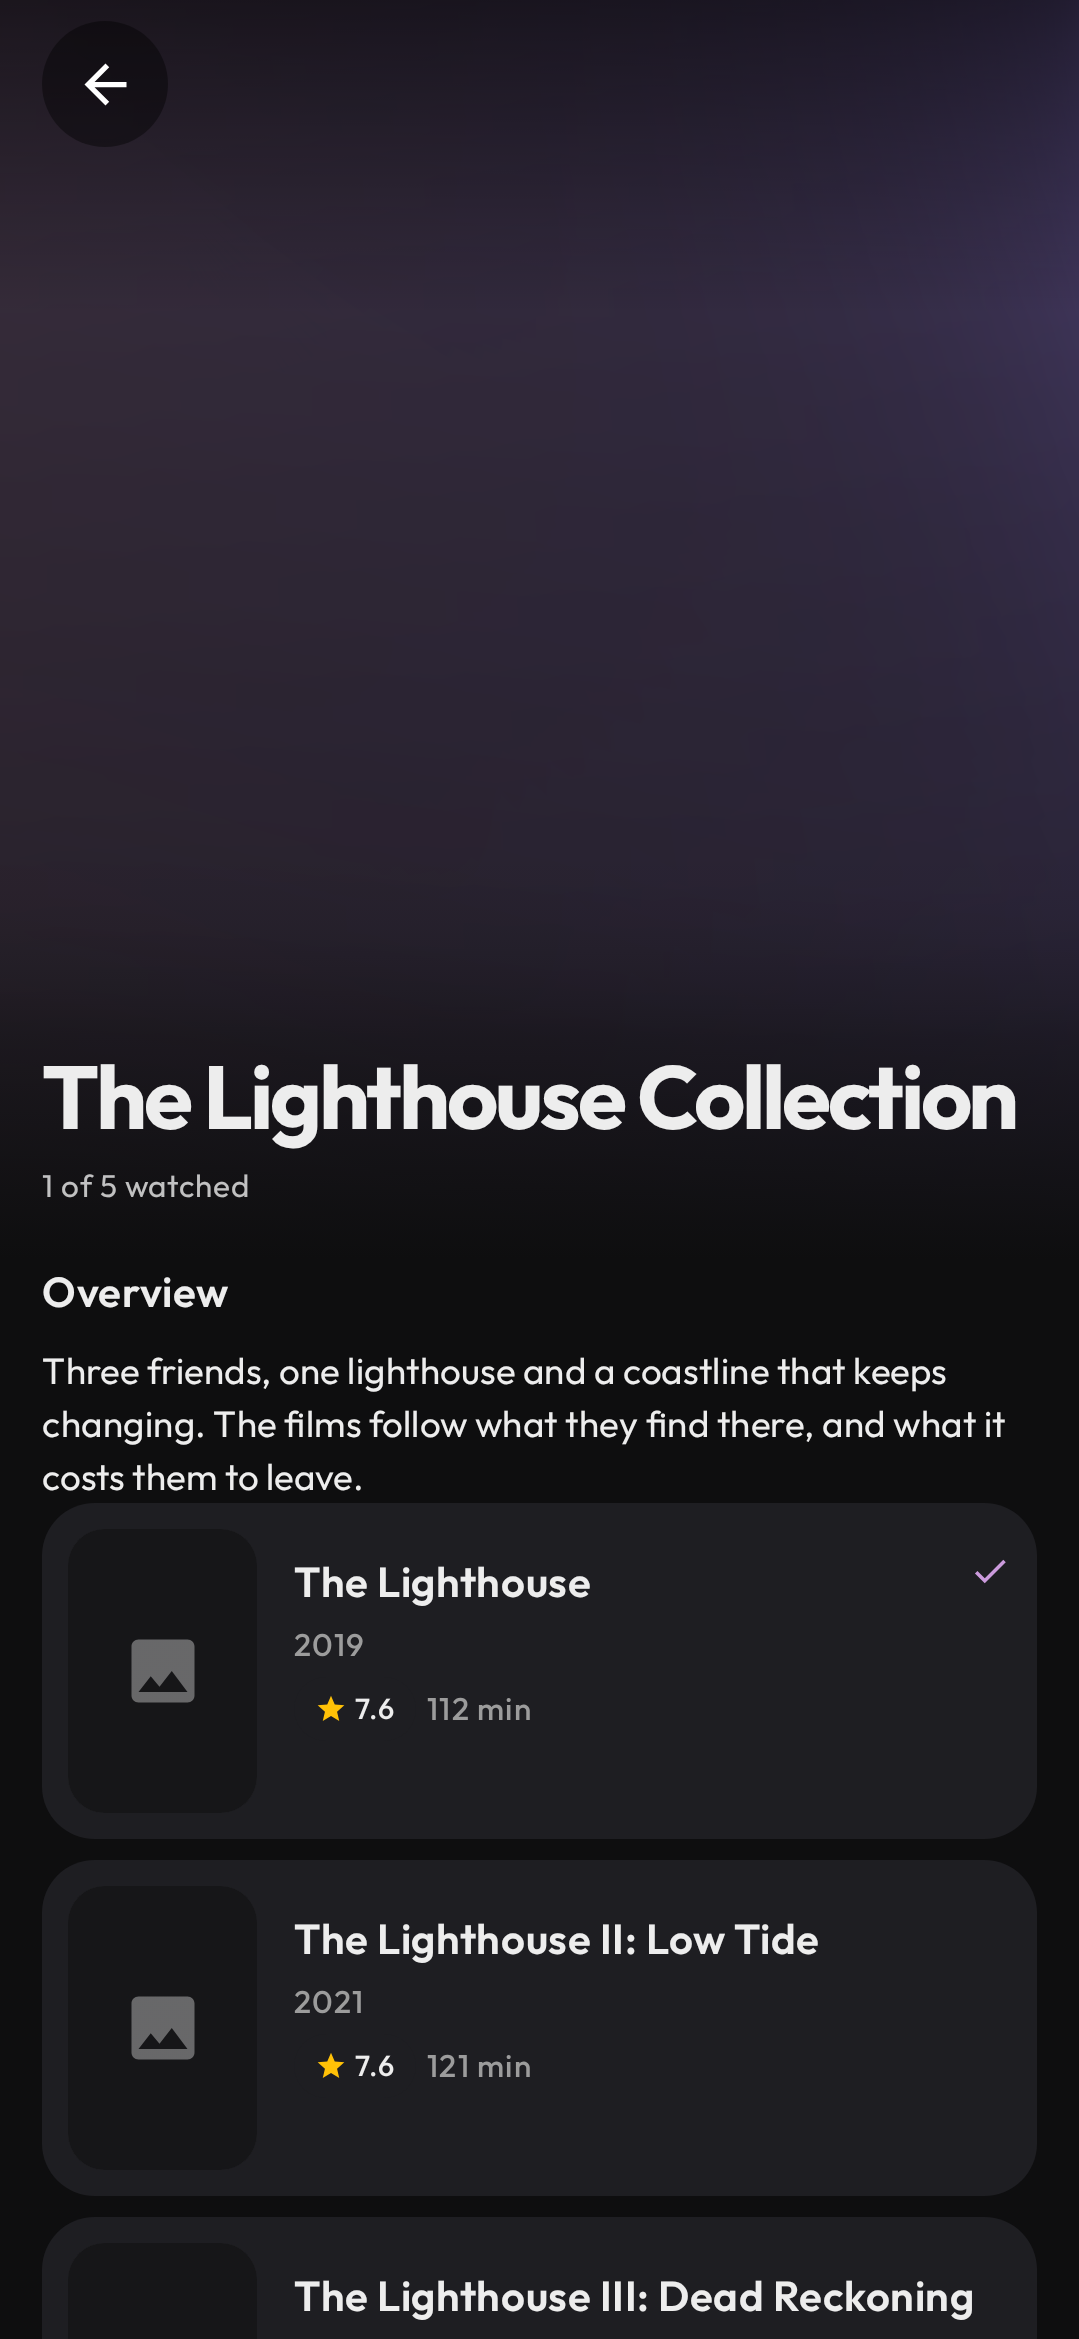 The Lighthouse Collection
1 of 5 watched
Overview
Three friends, one lighthouse and a coastline that keeps
changing. The films follow what they find there, and what it
costs them to leave.
The Lighthouse
2019
7.6 112 min
The Lighthouse II: Low Tide
2021
7.6 121 min
The Lighthouse III: Dead Reckoning